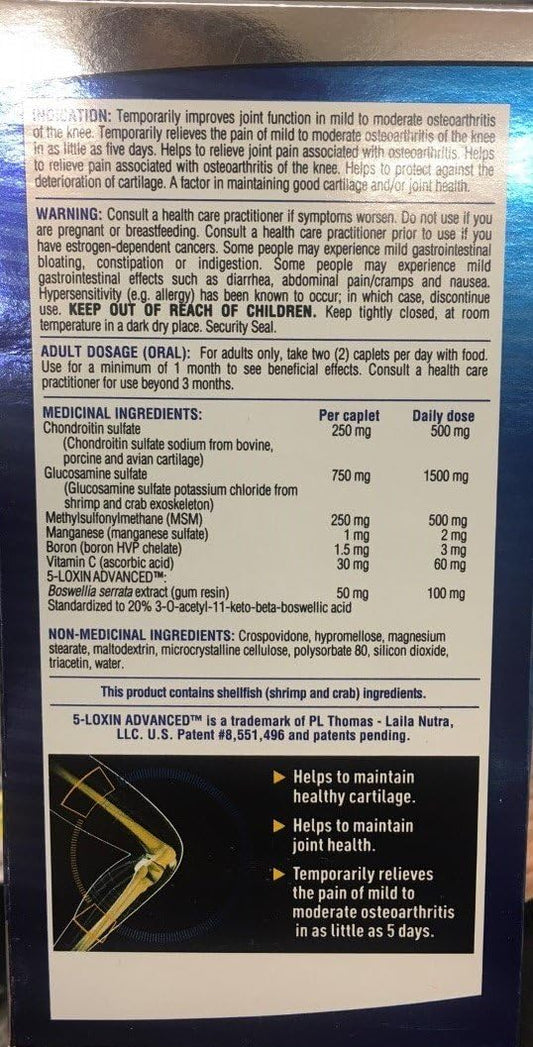 INDICATION: Temporarily improves joint function in mild to moderate osteoarthritis
of the knee. Temporarily relieves the pain of mild to moderate osteoarthritis of the knee
in as little as five days. Helps to relieve joint pain associated with osteoarthritis. Helps
to relieve pain associated with osteoarthritis of the knee. Helps to protect against the
deterioration of cartilage. A factor in maintaining good cartilage and/or joint health.
WARNING: Consult a health care practitioner if symptoms worsen. Do not use if you
are pregnant or breastfeeding. Consult a health care practitioner prior to use if you
have estrogen-dependent cancers. Some people may experience mild gastrointestinal
bloating, constipation or indigestion. Some people may experience mild
gastrointestinal effects such as diarrhea, abdominal pain/cramps and nausea.
Hypersensitivity (e.g. allergy) has been known to occur; in which case, discontinue
use. KEEP OUT OF REACH OF CHILDREN. Keep tightly closed, at room
temperature in a dark dry place. Security Seal.
ADULT DOSAGE (ORAL): For adults only, take two (2) caplets per day with food.
Use for a minimum of 1 month to see beneficial effects. Consult a health care
practitioner for use beyond 3 months.
MEDICINAL INGREDIENTS: Per caplet Daily dose
Chondroitin sulfate 250 mg 500 mg
(Chondroitin sulfate sodium from bovine,
porcine and avian cartilage)
Glucosamine sulfate 750 mg 1500 mg
(Glucosamine sulfate potassium chloride from
shrimp and crab exoskeleton)
Methylsulfonylmethane (MSM) 250 mg 500 mg
Manganese (manganese sulfate) 1 mg 2 mg
Boron (boron HVP chelate) 1.5 mg 3 mg
Vitamin C (ascorbic acid) 30 mg 60 mg
5-LOXIN ADVANCED™:
Boswellia serrata extract (gum resin) 50 mg 100 mg
Standardized to 20% 3-O-acetyl-11-keto-beta-boswellic acid
NON-MEDICINAL INGREDIENTS: Crospovidone, hypromellose, magnesium
stearate, maltodextrin, microcrystalline cellulose, polysorbate 80, silicon dioxide,
triacetin, water.
This product contains shellfish (shrimp and crab) ingredients.
5-LOXIN ADVANCED™ is a trademark of PL Thomas - Laila Nutra,
LLC. U.S. Patent #8,551,496 and patents pending.
Helps to maintain
healthy cartilage.
Helps to maintain
joint health.
Temporarily relieves
the pain of mild to
moderate osteoarthritis
in as little as 5 days.